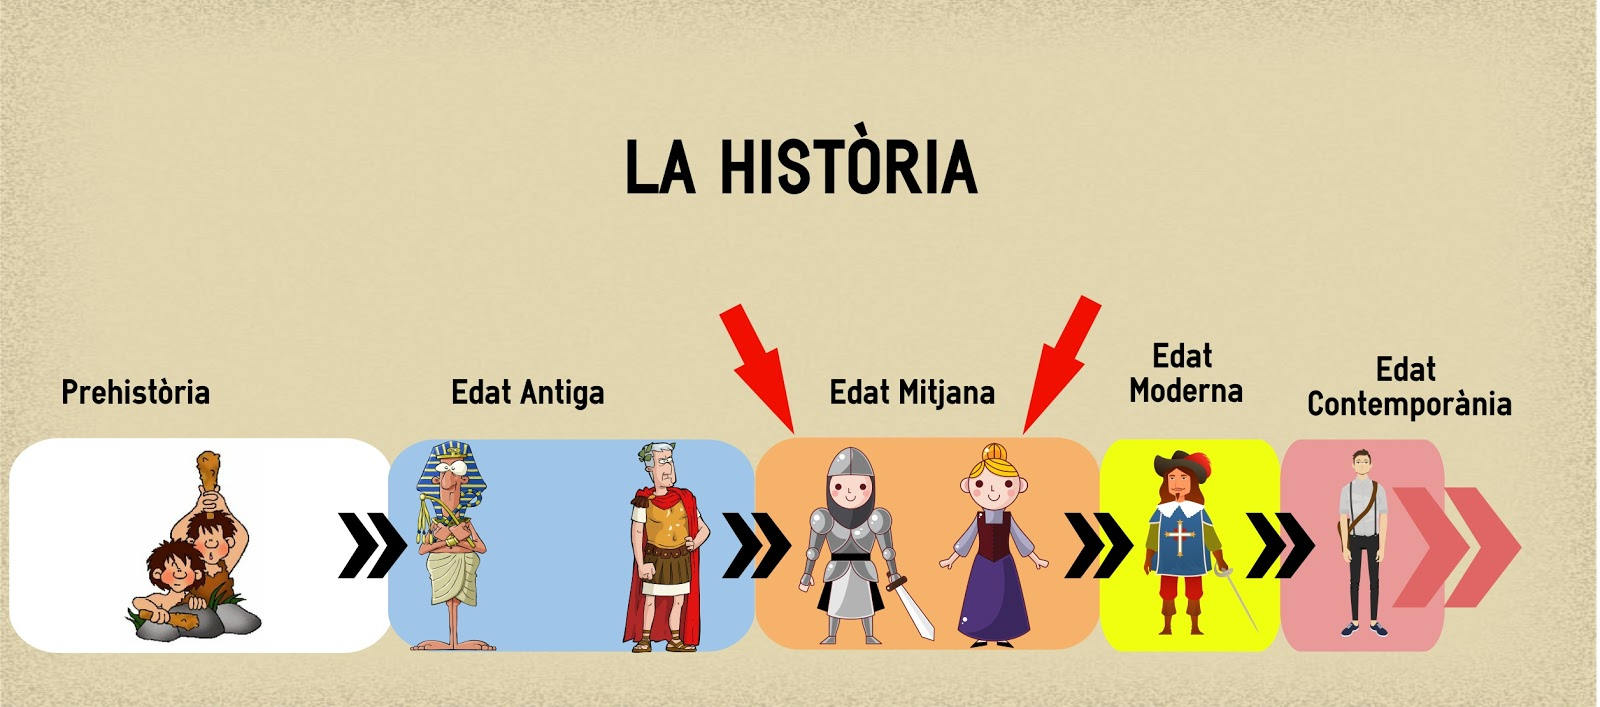 LA HISTÒRIA
Prehistòria
Edat Antiga
Edat Mitjana
Edat
Moderna
Edat
Contemporània